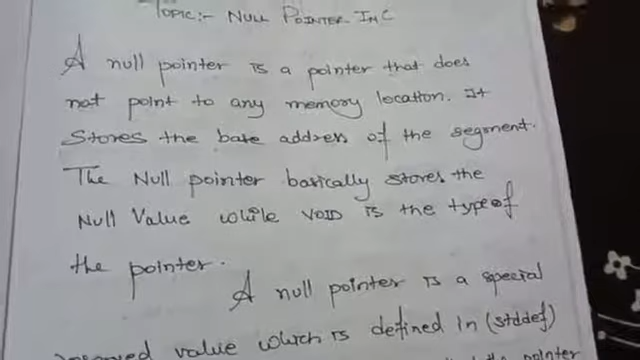 Topic:- Null Pointer In C
A null pointer is a pointer that does
not point to any memory location. It
stores the base address of the segment.
The Null pointer basically stores the
Null Value while VOID is the type of
the pointer.
A null pointer is a special
value which is defined in (stddef)
pointer